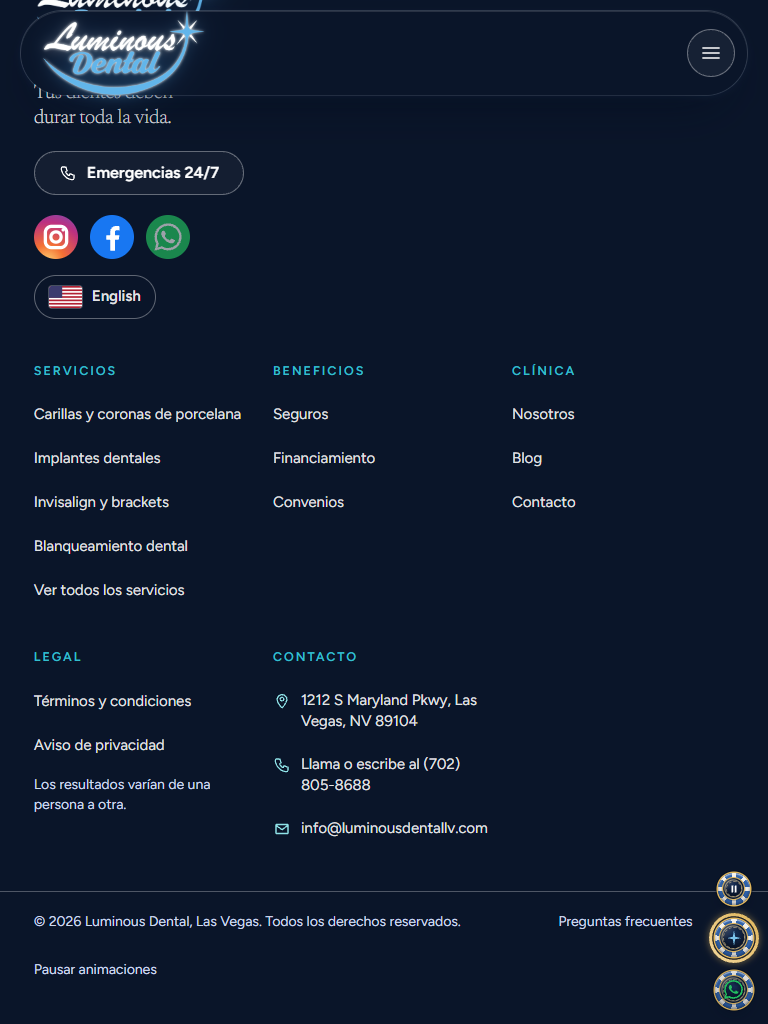 Luminous
Dental
Tus dientes deben
durar toda la vida.
Emergencias 24/7
English
SERVICIOS
Carillas y coronas de porcelana
Implantes dentales
Invisalign y brackets
Blanqueamiento dental
Ver todos los servicios
BENEFICIOS
Seguros
Financiamiento
Convenios
CLÍNICA
Nosotros
Blog
Contacto
LEGAL
Términos y condiciones
Aviso de privacidad
Los resultados varían de una
persona a otra.
CONTACTO
1212 S Maryland Pkwy, Las
Vegas, NV 89104
Llama o escribe al (702)
805-8688
info@luminousdentallv.com
© 2026 Luminous Dental, Las Vegas. Todos los derechos reservados.
Preguntas frecuentes
Pausar animaciones